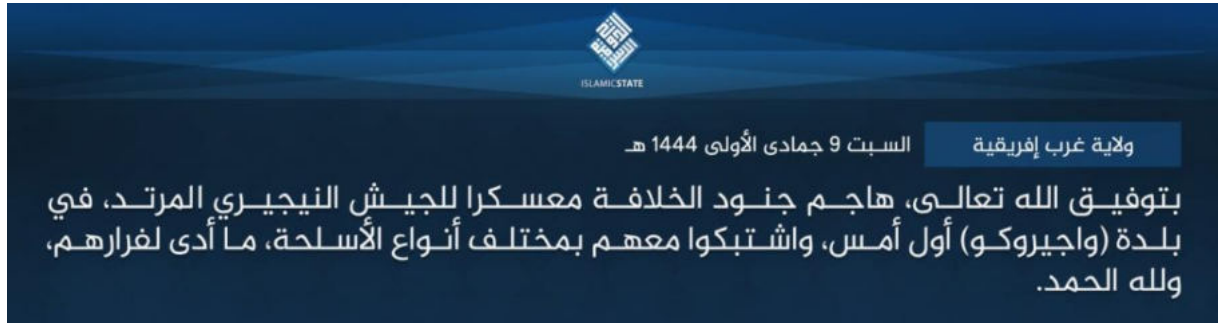 ISLAMICSTATE
ولاية غرب إفريقية السبت 9 جمادى الأولى 1444 هـ
بتوفيق الله تعالى، هاجم جنود الخلافة معسكرا للجيش النيجيري المرتد، في
بلدة (واجيروكو) أول أمس، واشتبكوا معهم بمختلف أنواع الأسلحة، ما أدى لفرارهم،
ولله الحمد.